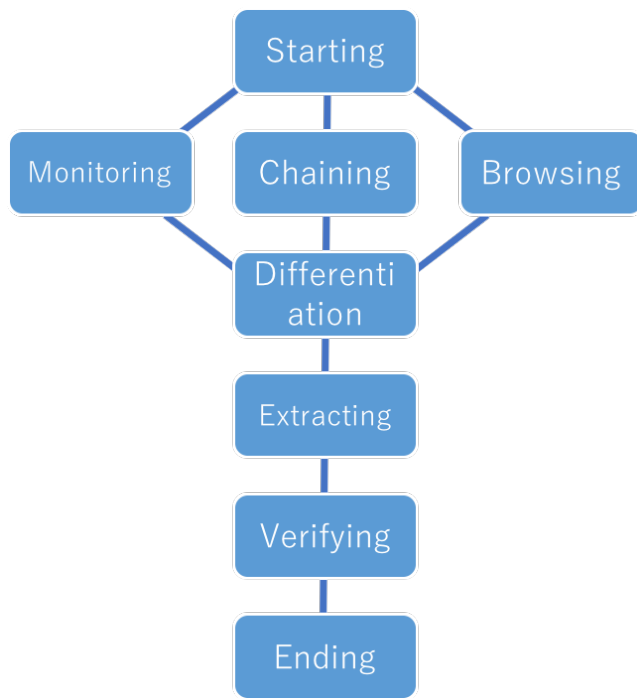 Starting
Monitoring
Chaining
Browsing
Differenti
ation
Extracting
Verifying
Ending